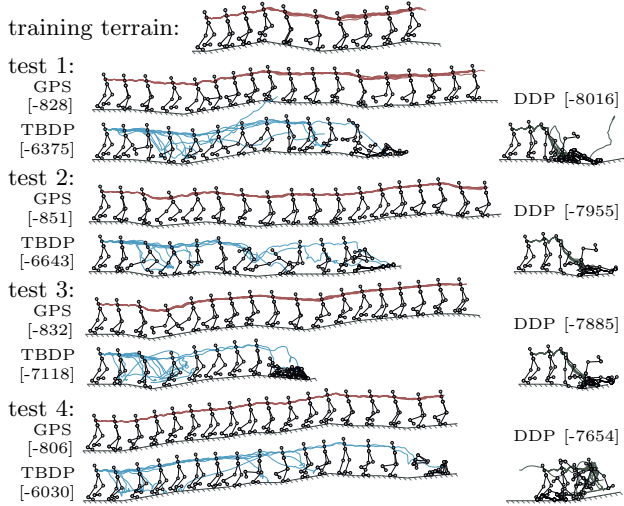 training terrain:
test 1:
GPS
[-828]
DDP [-8016]
TBDP
[-6375]
test 2:
GPS
[-851]
DDP [-7955]
TBDP
[-6643]
test 3:
GPS
[-832]
DDP [-7885]
TBDP
[-7118]
test 4:
GPS
[-806]
DDP [-7654]
TBDP
[-6030]